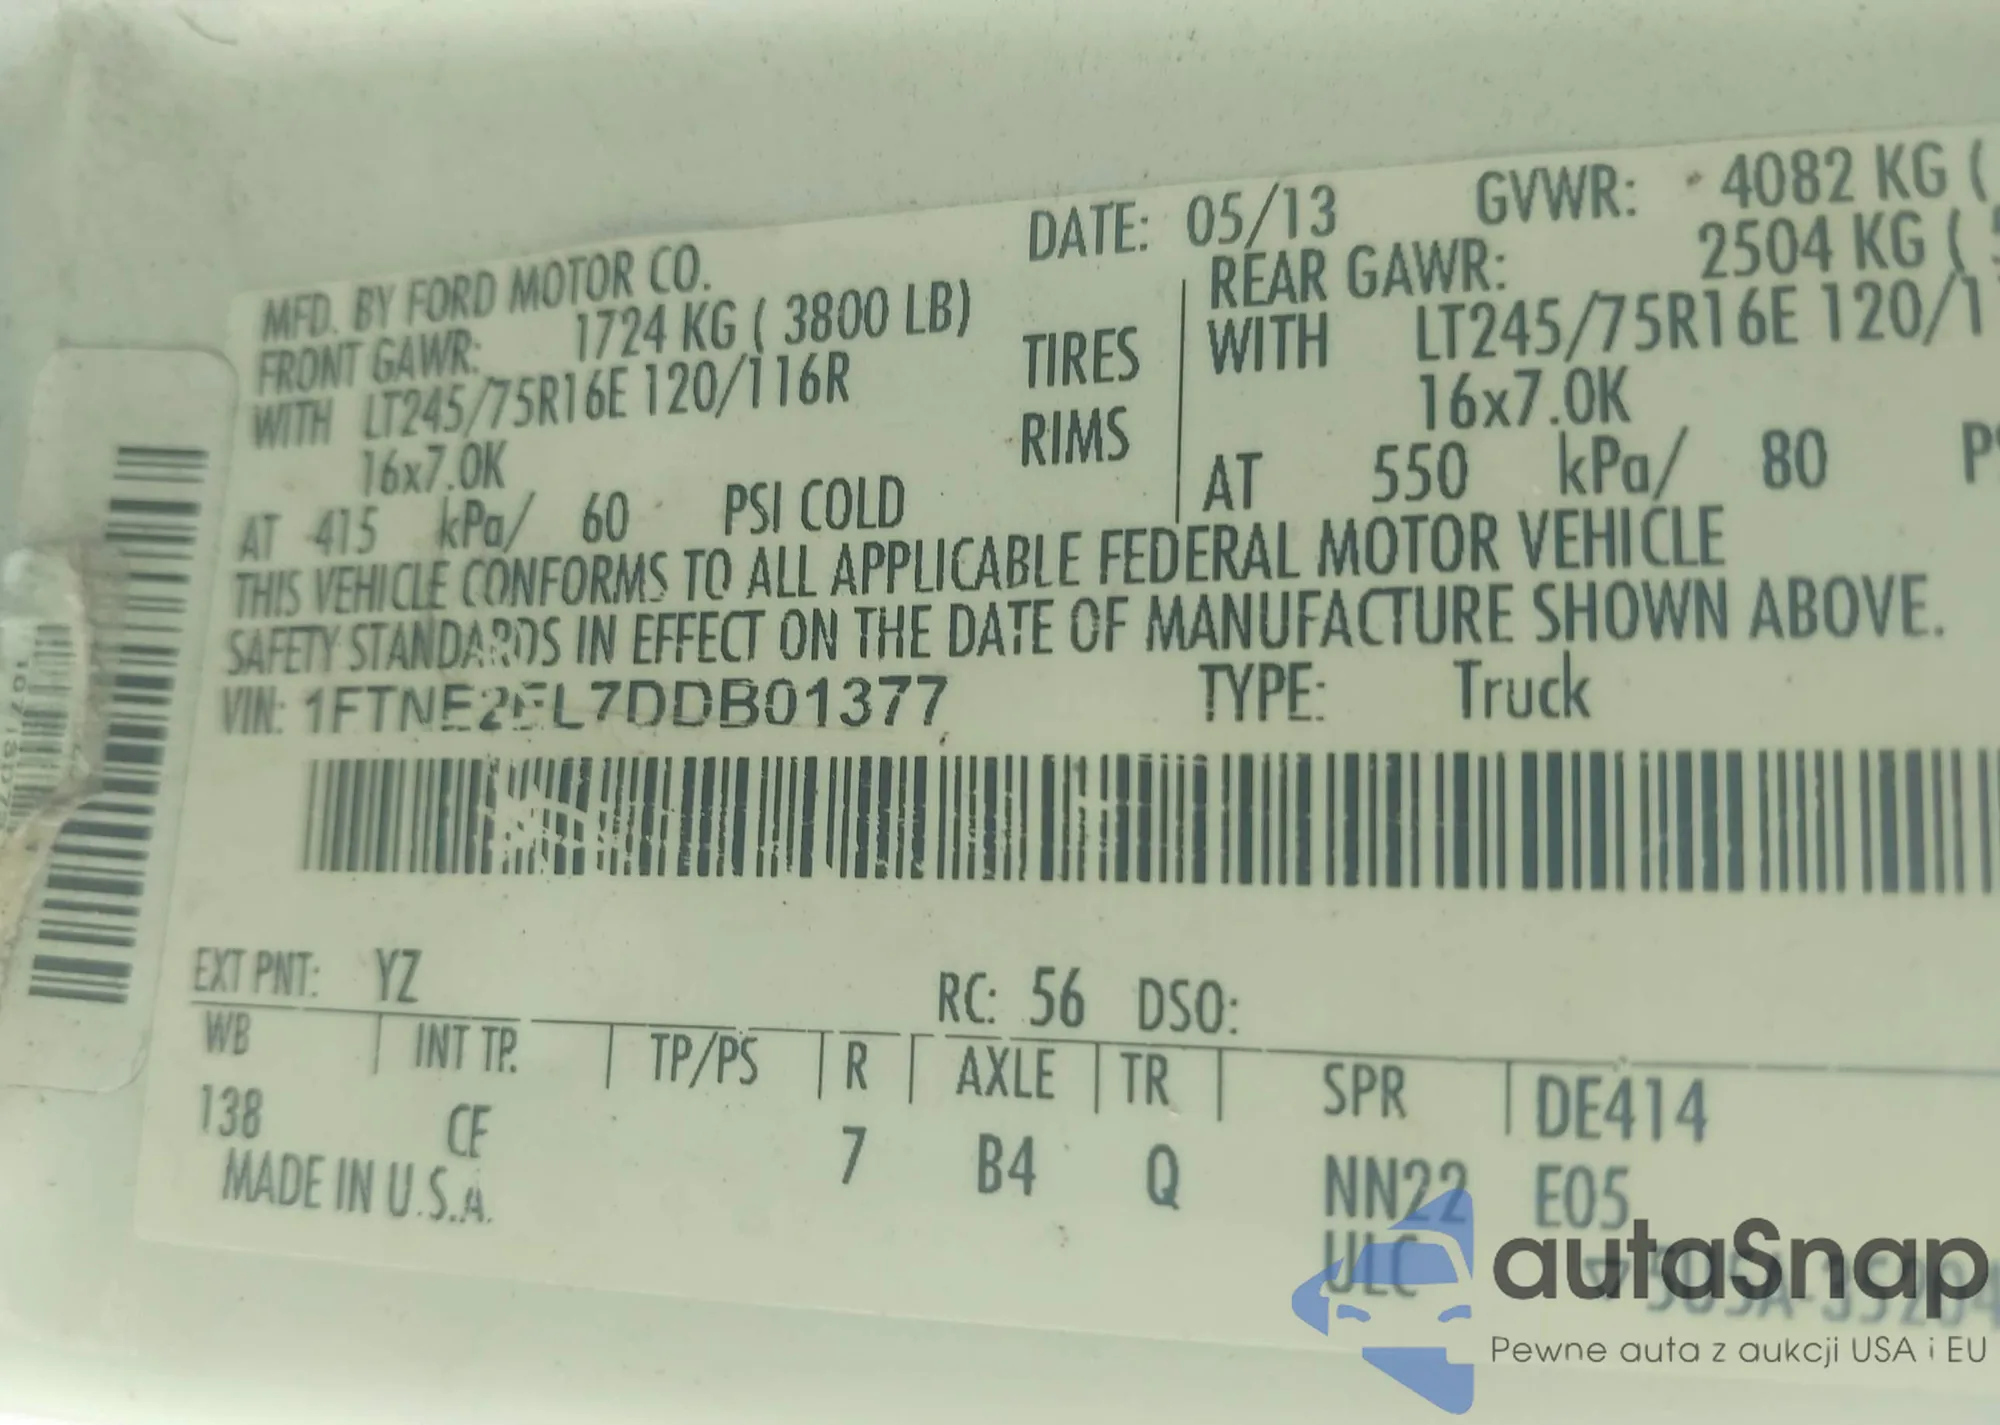 MFD. BY FORD MOTOR CO. DATE: 05/13 GVWR: 4082 KG (
FRONT GAWR: 1724 KG ( 3800 LB) REAR GAWR: 2504 KG (
WITH LT245/75R16E 120/116R TIRES WITH LT245/75R16E 120/1
16x7.0K RIMS 16x7.0K
AT 415 kPa/ 60 PSI COLD AT 550 kPa/ 80 PS
THIS VEHICLE CONFORMS TO ALL APPLICABLE FEDERAL MOTOR VEHICLE
SAFETY STANDARDS IN EFFECT ON THE DATE OF MANUFACTURE SHOWN ABOVE.
VIN: 1FTNE2EL7DDB01377 TYPE: Truck
EXT PNT: YZ RC: 56 DSO:
WB INT TP. TP/PS R AXLE TR SPR DE414
138 CE 7 B4 Q NN22 E05
MADE IN U.S.A. ULC
autaSnap
Pewne auta z aukcji USA i EU